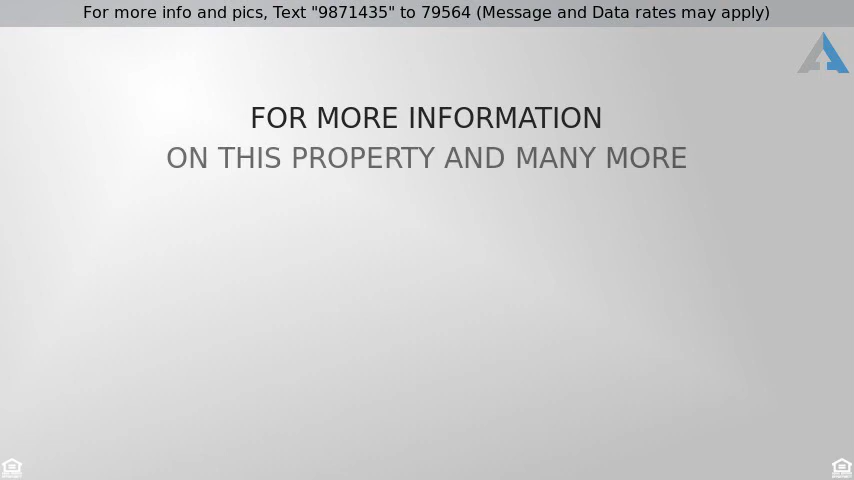 For more info and pics, Text "9871435" to 79564 (Message and Data rates may apply)
FOR MORE INFORMATION
ON THIS PROPERTY AND MANY MORE